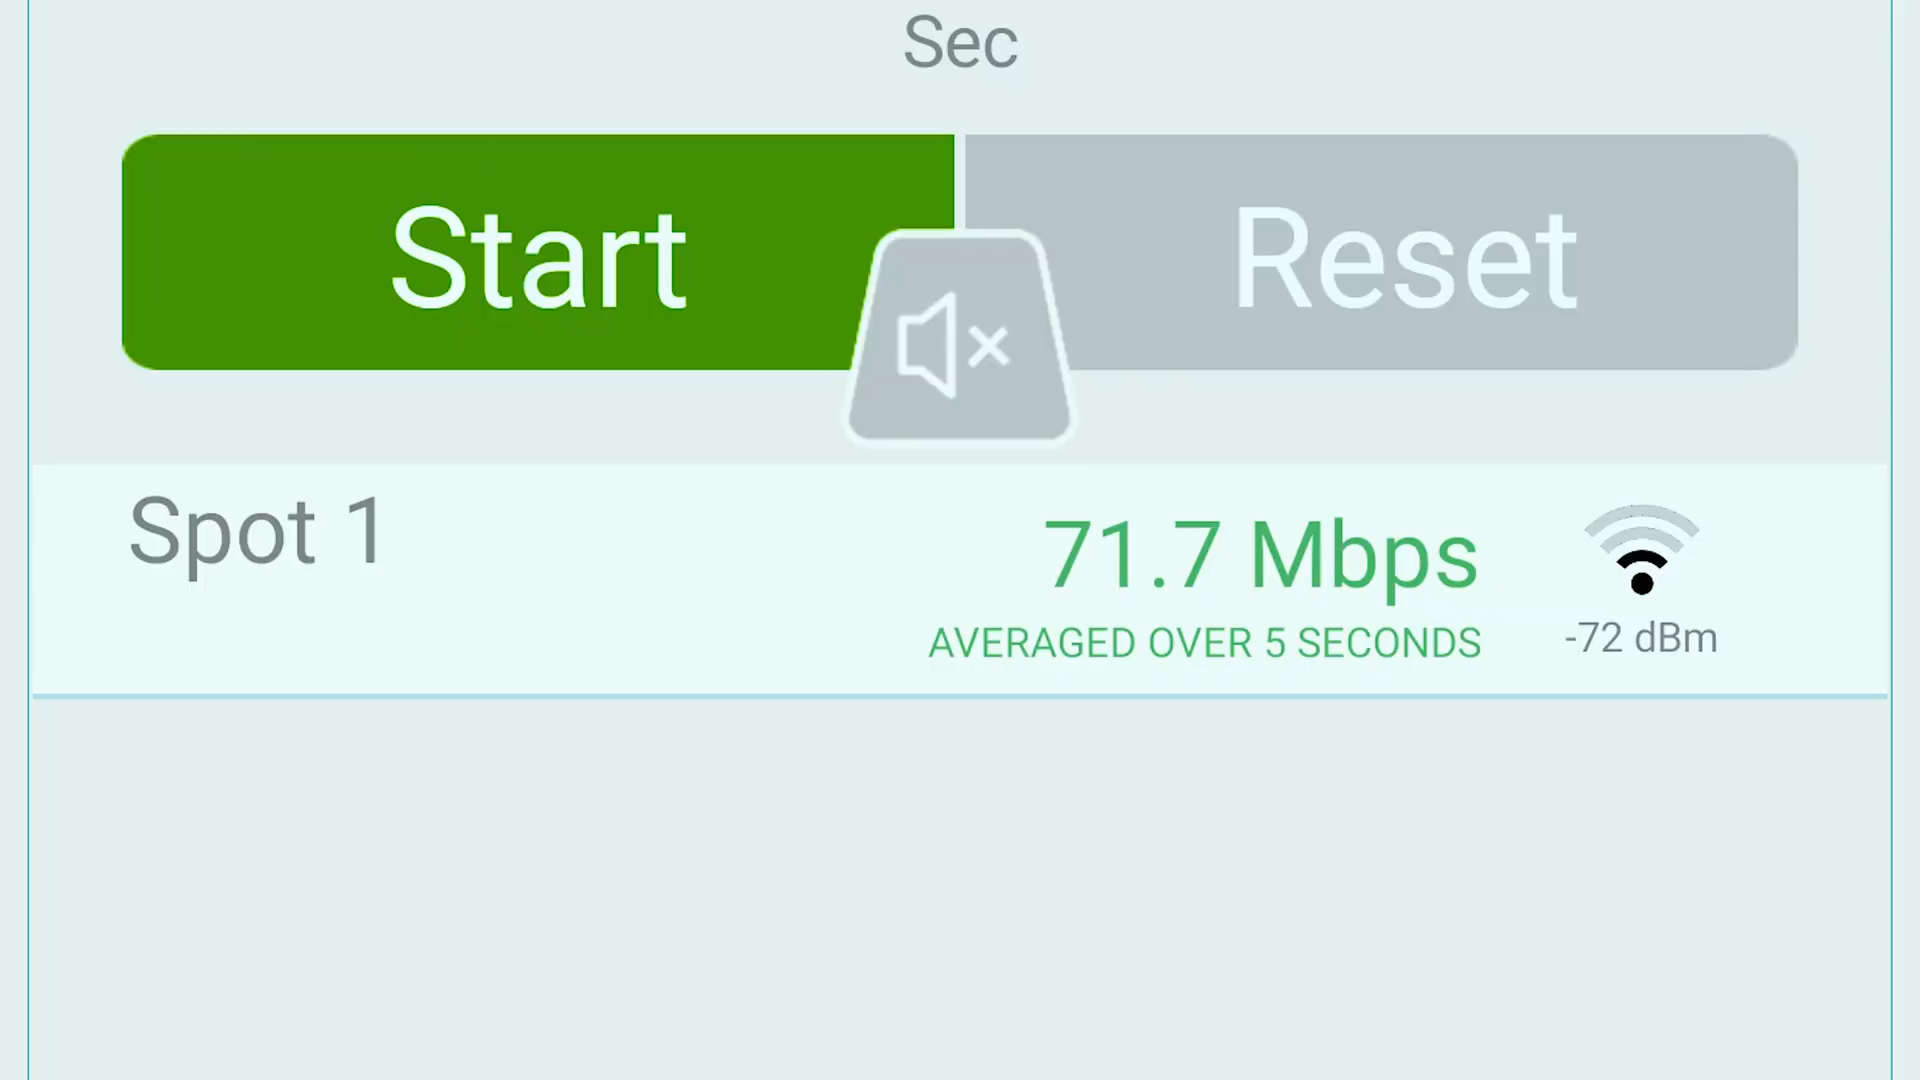 Sec
Start
Reset
Spot 1
71.7 Mbps
AVERAGED OVER 5 SECONDS
-72 dBm